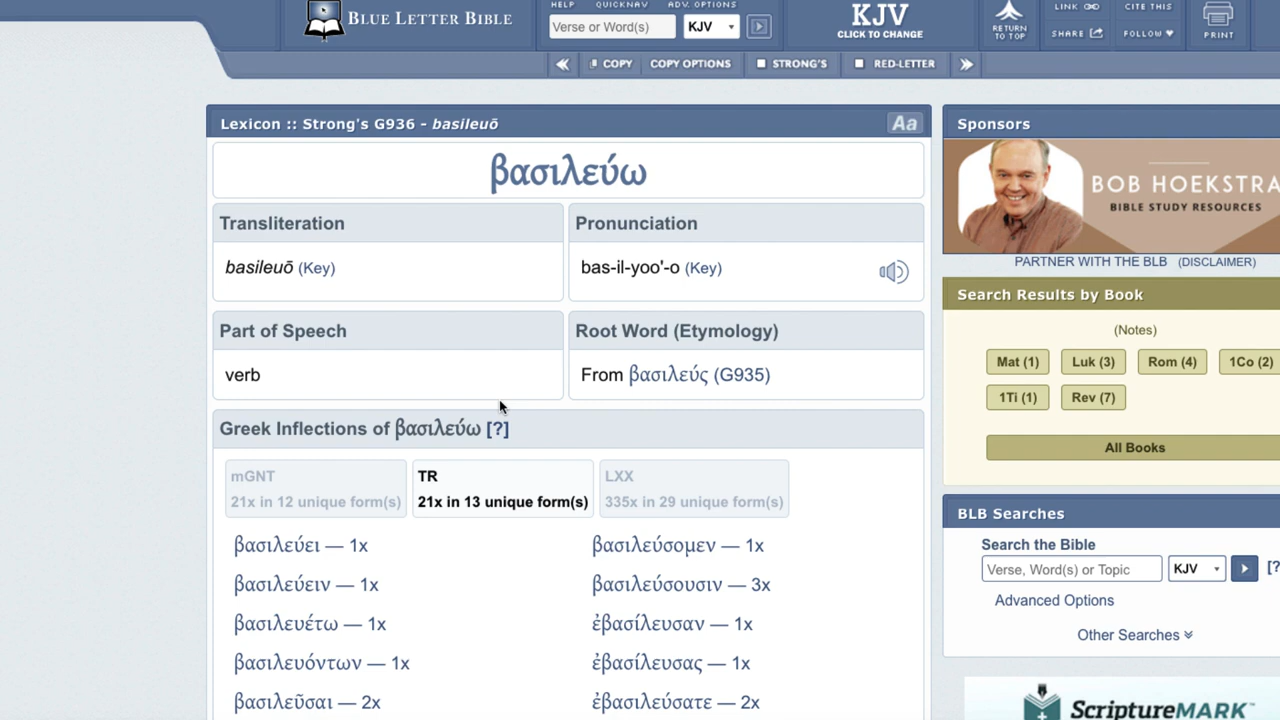 HELP QUICKNAV ADV. OPTIONS
BLUE LETTER BIBLE
Verse or Word(s) KJV
KJV
CLICK TO CHANGE
RETURN TO TOP
LINK CITE THIS
SHARE FOLLOW
PRINT
COPY COPY OPTIONS STRONG'S RED-LETTER
Lexicon :: Strong's G936 - basileuō Aa
βασιλεύω
Transliteration
basileuō (Key)
Pronunciation
bas-il-yoo'-o (Key)
Part of Speech
verb
Root Word (Etymology)
From βασιλεύς (G935)
Greek Inflections of βασιλεύω [?]
mGNT
21x in 12 unique form(s)
TR
21x in 13 unique form(s)
LXX
335x in 29 unique form(s)
βασιλεύει — 1x
βασιλεύειν — 1x
βασιλευέτω — 1x
βασιλευόντων — 1x
βασιλεῦσαι — 2x
βασιλεύσομεν — 1x
βασιλεύσουσιν — 3x
ἐβασίλευσαν — 1x
ἐβασίλευσας — 1x
ἐβασιλεύσατε — 2x
Sponsors
BOB HOEKSTRA
BIBLE STUDY RESOURCES
PARTNER WITH THE BLB (DISCLAIMER)
Search Results by Book
(Notes)
Mat (1) Luk (3) Rom (4) 1Co (2)
1Ti (1) Rev (7)
All Books
BLB Searches
Search the Bible
Verse, Word(s) or Topic KJV [?
Advanced Options
Other Searches
ScriptureMARK™